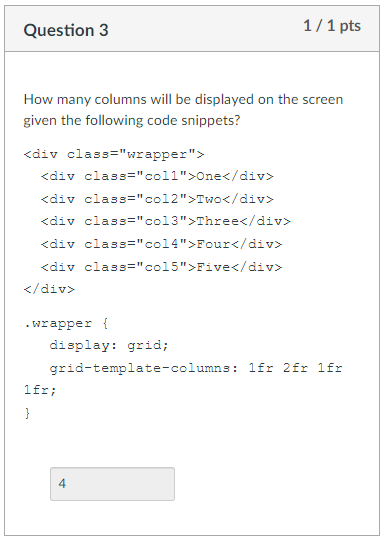 Question 3
1 / 1 pts
How many columns will be displayed on the screen
given the following code snippets?
<div class="wrapper">
<div class="col1">One</div>
<div class="col2">Two</div>
<div class="col3">Three</div>
<div class="col4">Four</div>
<div class="col5">Five</div>
</div>
.wrapper {
display: grid;
grid-template-columns: 1fr 2fr 1fr
1fr;
}
4